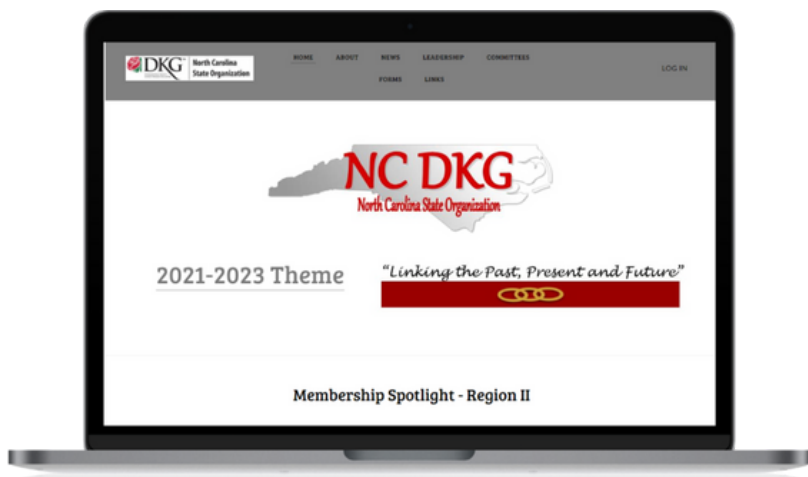 DKG
North Carolina
State Organization
HOME ABOUT NEWS LEADERSHIP COMMITTEES
FORMS LINKS
LOG IN
NC DKG
North Carolina State Organization
2021-2023 Theme
“Linking the Past, Present and Future”
Membership Spotlight - Region II